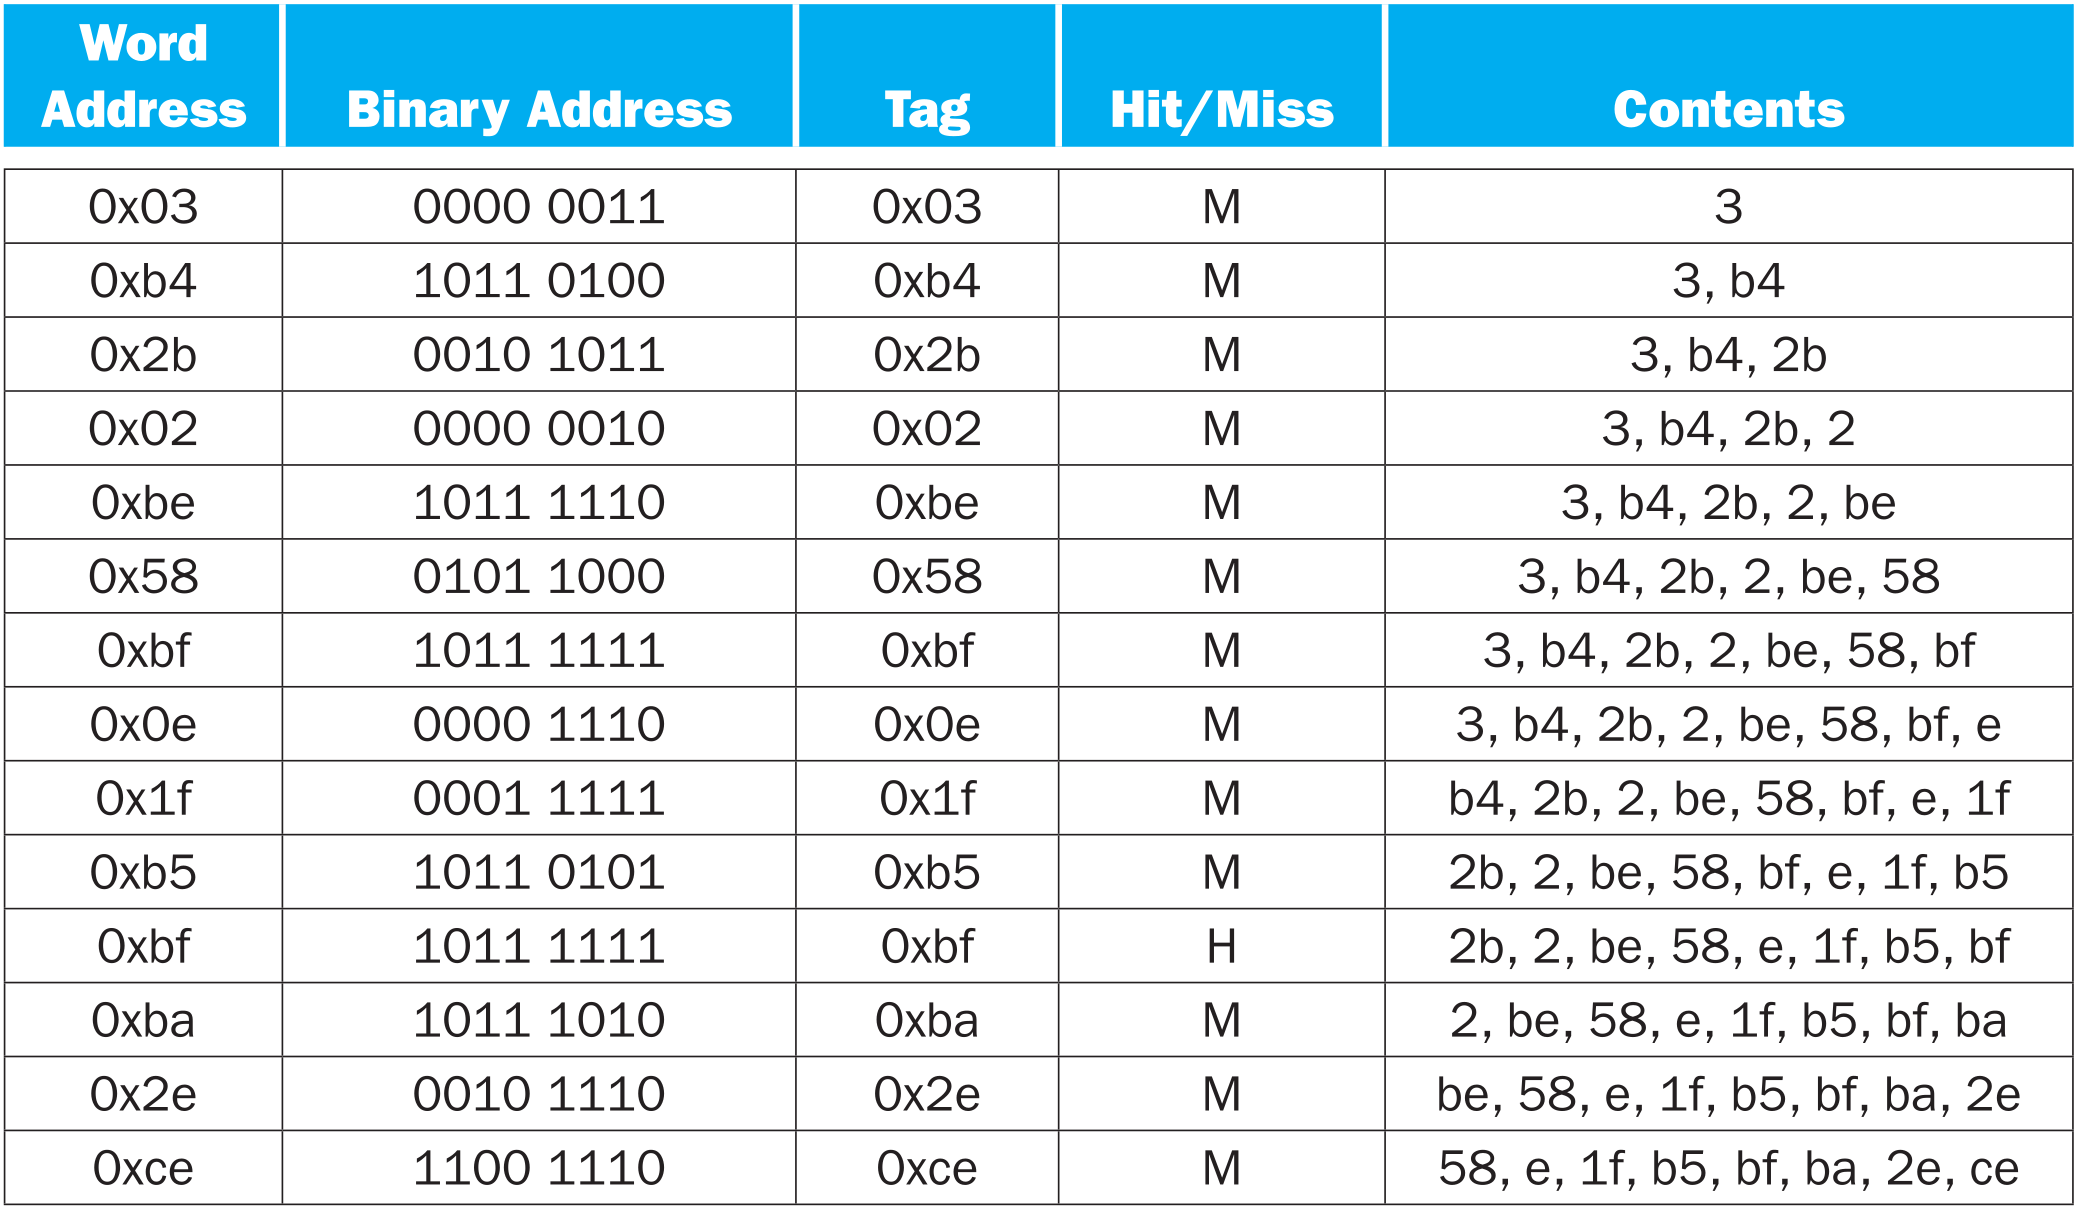 Word Address | Binary Address | Tag | Hit/Miss | Contents
0x03 | 0000 0011 | 0x03 | M | 3
0xb4 | 1011 0100 | 0xb4 | M | 3, b4
0x2b | 0010 1011 | 0x2b | M | 3, b4, 2b
0x02 | 0000 0010 | 0x02 | M | 3, b4, 2b, 2
0xbe | 1011 1110 | 0xbe | M | 3, b4, 2b, 2, be
0x58 | 0101 1000 | 0x58 | M | 3, b4, 2b, 2, be, 58
0xbf | 1011 1111 | 0xbf | M | 3, b4, 2b, 2, be, 58, bf
0x0e | 0000 1110 | 0x0e | M | 3, b4, 2b, 2, be, 58, bf, e
0x1f | 0001 1111 | 0x1f | M | b4, 2b, 2, be, 58, bf, e, 1f
0xb5 | 1011 0101 | 0xb5 | M | 2b, 2, be, 58, bf, e, 1f, b5
0xbf | 1011 1111 | 0xbf | H | 2b, 2, be, 58, e, 1f, b5, bf
0xba | 1011 1010 | 0xba | M | 2, be, 58, e, 1f, b5, bf, ba
0x2e | 0010 1110 | 0x2e | M | be, 58, e, 1f, b5, bf, ba, 2e
0xce | 1100 1110 | 0xce | M | 58, e, 1f, b5, bf, ba, 2e, ce